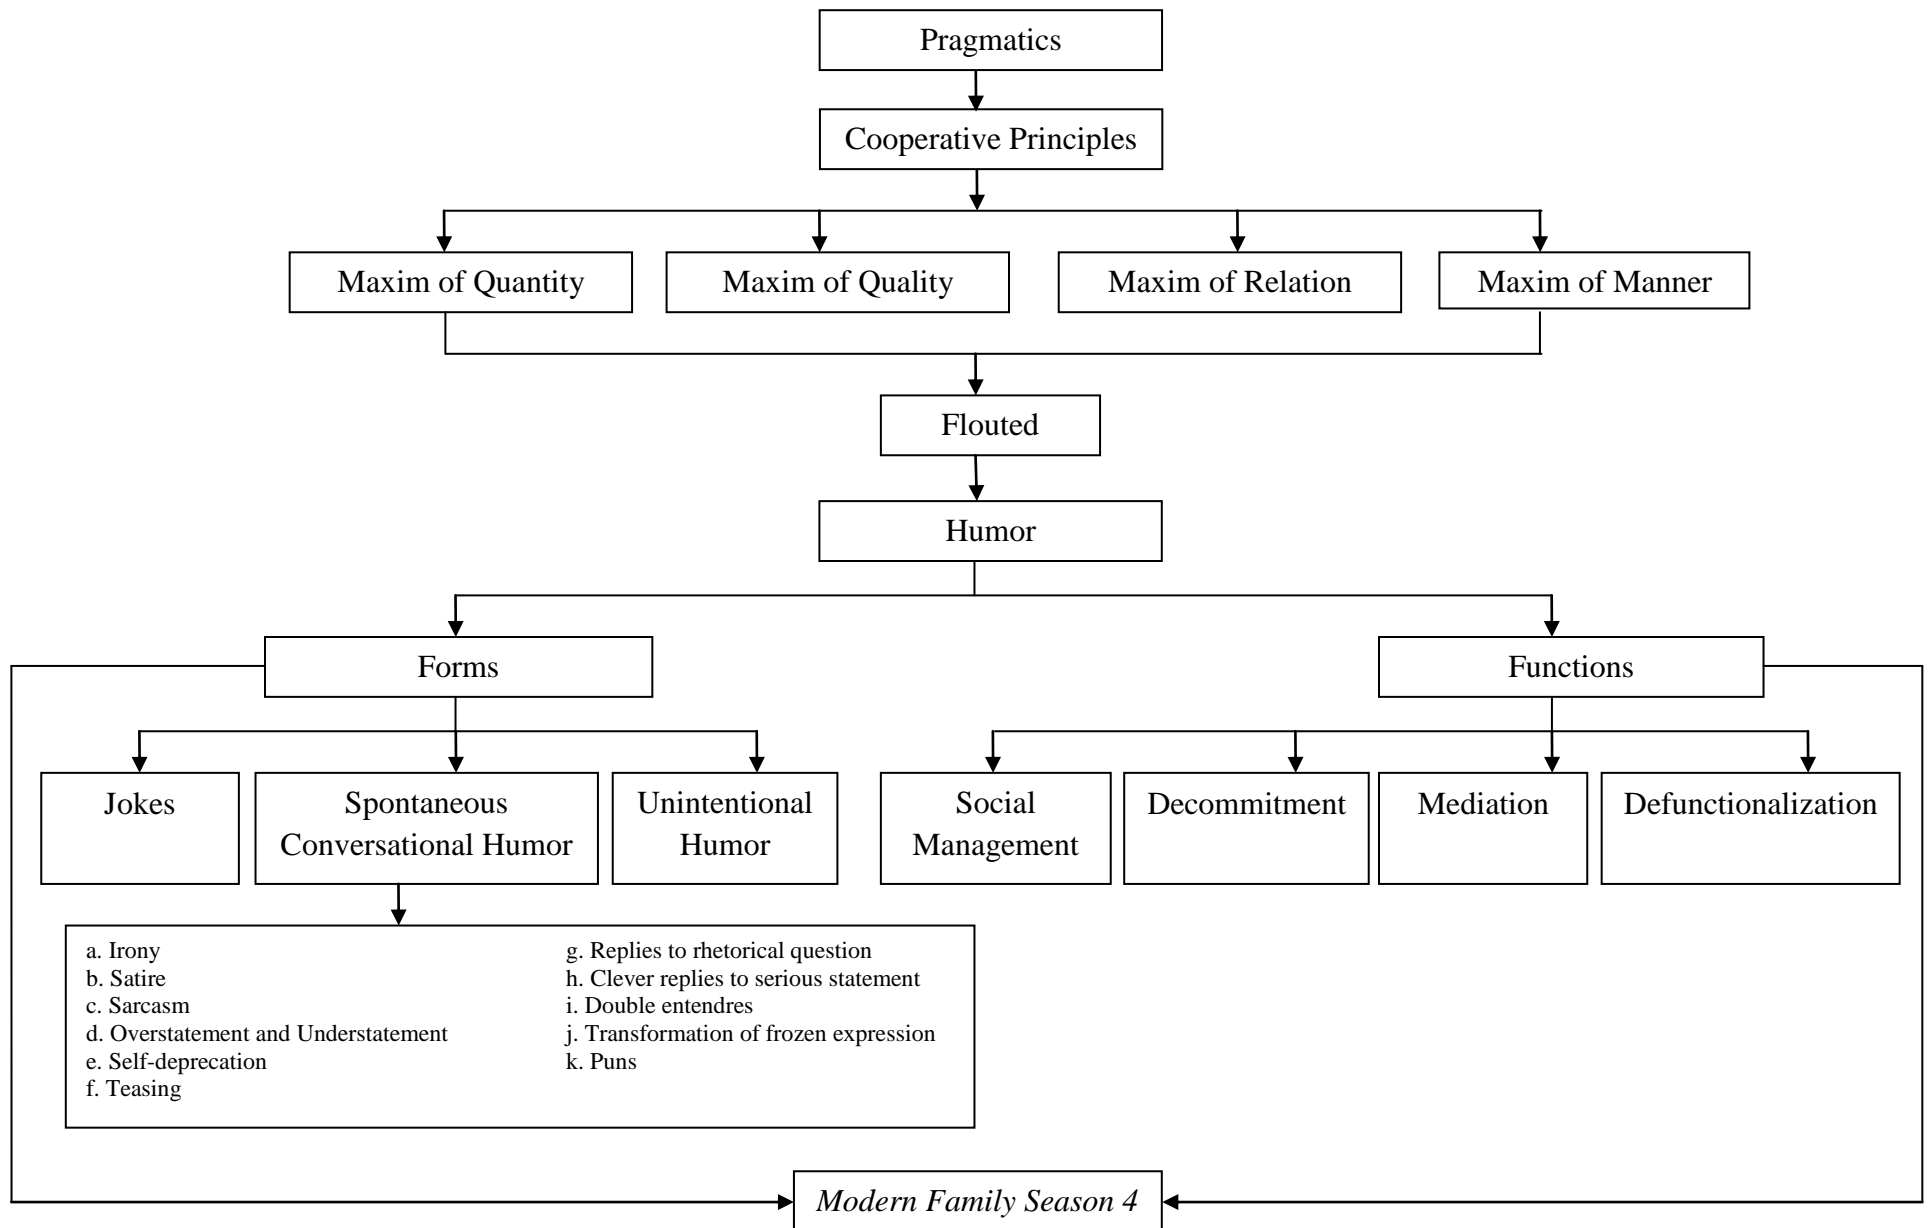 Pragmatics
Cooperative Principles
Maxim of Quantity
Maxim of Quality
Maxim of Relation
Maxim of Manner
Flouted
Humor
Forms
Functions
Jokes
Spontaneous
Conversational Humor
Unintentional
Humor
Social
Management
Decommitment
Mediation
Defunctionalization
a. Irony
b. Satire
c. Sarcasm
d. Overstatement and Understatement
e. Self-deprecation
f. Teasing
g. Replies to rhetorical question
h. Clever replies to serious statement
i. Double entendres
j. Transformation of frozen expression
k. Puns
Modern Family Season 4